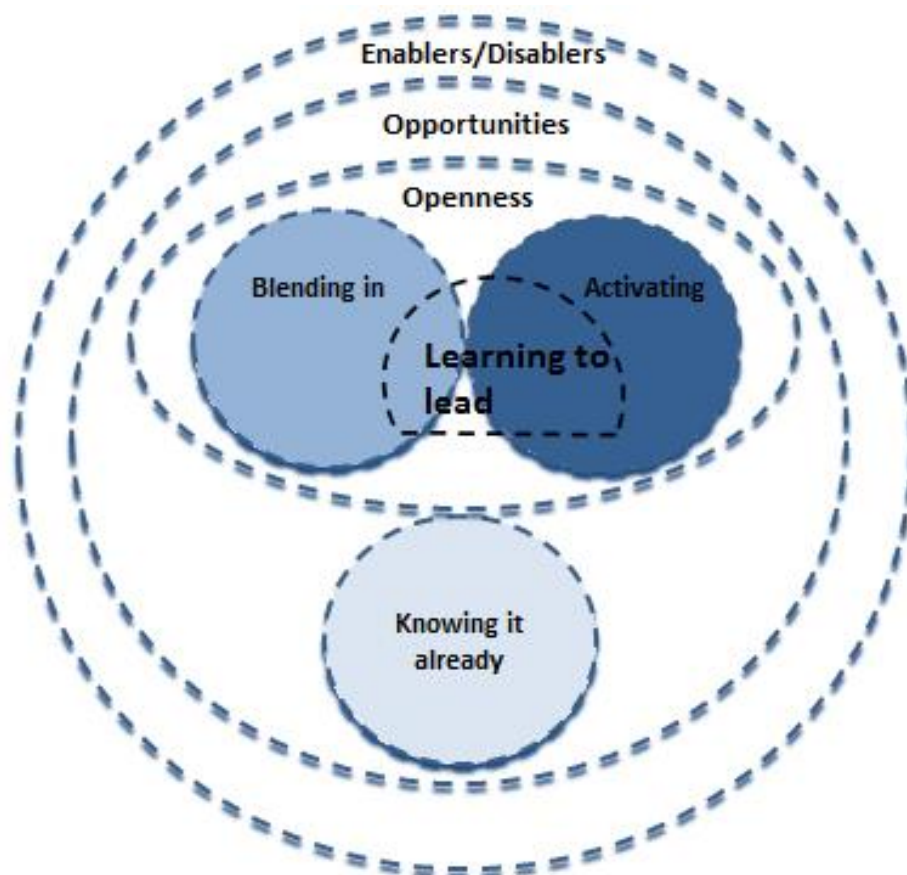 Enablers/Disablers
Opportunities
Openness
Blending in
Activating
Learning to
lead
Knowing it
already